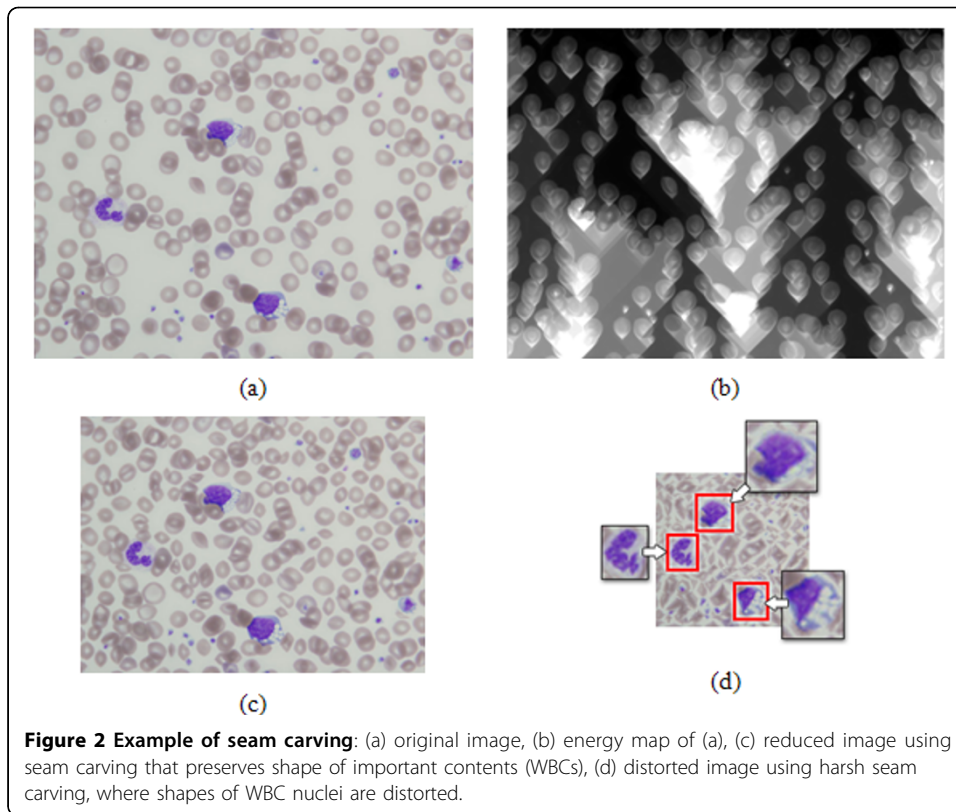 (a)
(b)
(c)
(d)
Figure 2 Example of seam carving: (a) original image, (b) energy map of (a), (c) reduced image using
seam carving that preserves shape of important contents (WBCs), (d) distorted image using harsh seam
carving, where shapes of WBC nuclei are distorted.